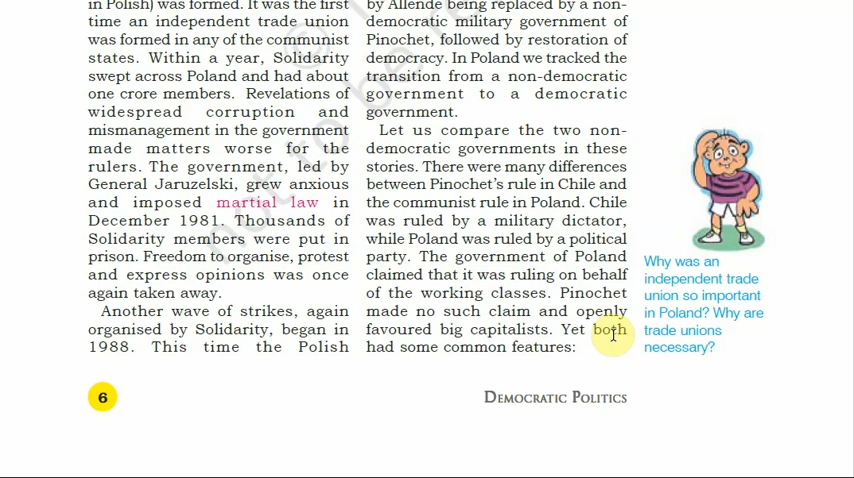 in Polish) was formed. It was the first
time an independent trade union
was formed in any of the communist
states. Within a year, Solidarity
swept across Poland and had about
one crore members. Revelations of
widespread corruption and
mismanagement in the government
made matters worse for the
rulers. The government, led by
General Jaruzelski, grew anxious
and imposed martial law in
December 1981. Thousands of
Solidarity members were put in
prison. Freedom to organise, protest
and express opinions was once
again taken away.
Another wave of strikes, again
organised by Solidarity, began in
1988. This time the Polish
by Allende being replaced by a non-
democratic military government of
Pinochet, followed by restoration of
democracy. In Poland we tracked the
transition from a non-democratic
government to a democratic
government.
Let us compare the two non-
democratic governments in these
stories. There were many differences
between Pinochet's rule in Chile and
the communist rule in Poland. Chile
was ruled by a military dictator,
while Poland was ruled by a political
party. The government of Poland
claimed that it was ruling on behalf
of the working classes. Pinochet
made no such claim and openly
favoured big capitalists. Yet both
had some common features:
Why was an
independent trade
union so important
in Poland? Why are
trade unions
necessary?
6
DEMOCRATIC POLITICS
not to be re